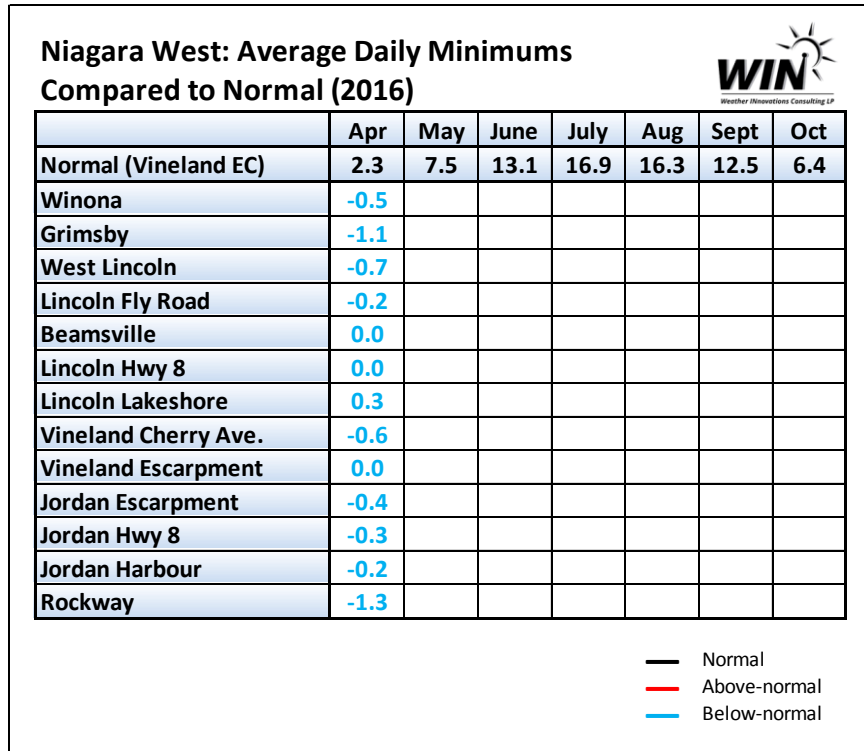 Niagara West: Average Daily Minimums
Compared to Normal (2016)
WIN
Weather INnovations Consulting LP
Apr May June July Aug Sept Oct
Normal (Vineland EC) 2.3 7.5 13.1 16.9 16.3 12.5 6.4
Winona -0.5
Grimsby -1.1
West Lincoln -0.7
Lincoln Fly Road -0.2
Beamsville 0.0
Lincoln Hwy 8 0.0
Lincoln Lakeshore 0.3
Vineland Cherry Ave. -0.6
Vineland Escarpment 0.0
Jordan Escarpment -0.4
Jordan Hwy 8 -0.3
Jordan Harbour -0.2
Rockway -1.3
Normal
Above-normal
Below-normal